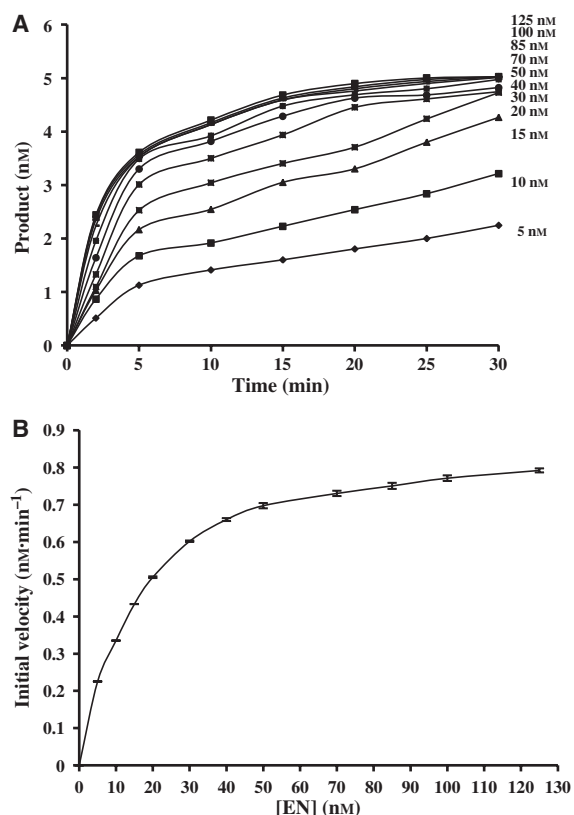 A
6
5
4
3
2
1
0
Product (nM)
0 5 10 15 20 25 30
Time (min)
125 nM
100 nM
85 nM
70 nM
50 nM
40 nM
30 nM
20 nM
15 nM
10 nM
5 nM
B
0.9
0.8
0.7
0.6
0.5
0.4
0.3
0.2
0.1
0
Initial velocity (nM·min⁻¹)
0 10 20 30 40 50 60 70 80 90 100 110 120 130
[EN] (nM)